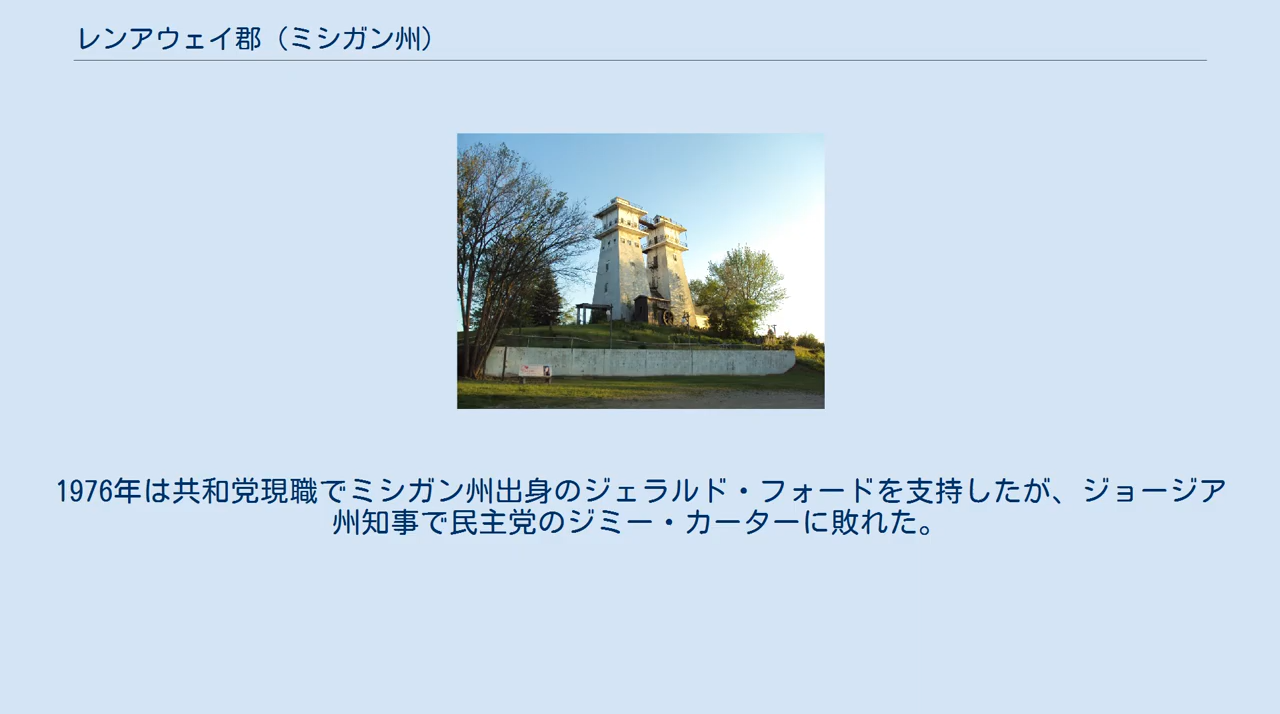 レンアウェイ郡（ミシガン州）
1976年は共和党現職でミシガン州出身のジェラルド・フォードを支持したが、ジョージア
州知事で民主党のジミー・カーターに敗れた。